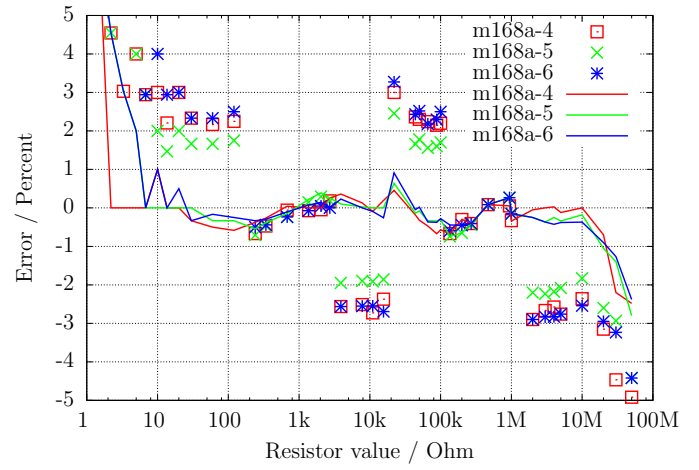 5
4
3
2
1
0
-1
-2
-3
-4
-5
Error / Percent
1 10 100 1k 10k 100k 1M 10M 100M
Resistor value / Ohm
m168a-4
m168a-5
m168a-6
m168a-4
m168a-5
m168a-6